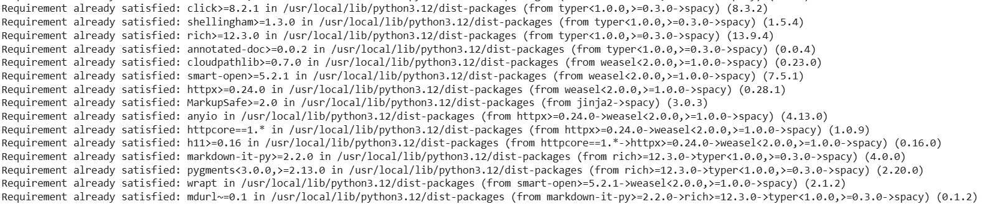 Requirement already satisfied: click>=8.2.1 in /usr/local/lib/python3.12/dist-packages (from typer<1.0.0,>=0.3.0->spacy) (8.3.2)
Requirement already satisfied: shellingham>=1.3.0 in /usr/local/lib/python3.12/dist-packages (from typer<1.0.0,>=0.3.0->spacy) (1.5.4)
Requirement already satisfied: rich>=12.3.0 in /usr/local/lib/python3.12/dist-packages (from typer<1.0.0,>=0.3.0->spacy) (13.9.4)
Requirement already satisfied: annotated-doc>=0.0.2 in /usr/local/lib/python3.12/dist-packages (from typer<1.0.0,>=0.3.0->spacy) (0.0.4)
Requirement already satisfied: cloudpathlib>=0.7.0 in /usr/local/lib/python3.12/dist-packages (from weasel<2.0.0,>=1.0.0->spacy) (0.23.0)
Requirement already satisfied: smart-open>=5.2.1 in /usr/local/lib/python3.12/dist-packages (from weasel<2.0.0,>=1.0.0->spacy) (7.5.1)
Requirement already satisfied: httpx>=0.24.0 in /usr/local/lib/python3.12/dist-packages (from weasel<2.0.0,>=1.0.0->spacy) (0.28.1)
Requirement already satisfied: MarkupSafe>=2.0 in /usr/local/lib/python3.12/dist-packages (from jinja2->spacy) (3.0.3)
Requirement already satisfied: anyio in /usr/local/lib/python3.12/dist-packages (from httpx>=0.24.0->weasel<2.0.0,>=1.0.0->spacy) (4.13.0)
Requirement already satisfied: httpcore==1.* in /usr/local/lib/python3.12/dist-packages (from httpx>=0.24.0->weasel<2.0.0,>=1.0.0->spacy) (1.0.9)
Requirement already satisfied: h11>=0.16 in /usr/local/lib/python3.12/dist-packages (from httpcore==1.*->httpx>=0.24.0->weasel<2.0.0,>=1.0.0->spacy) (0.16.0)
Requirement already satisfied: markdown-it-py>=2.2.0 in /usr/local/lib/python3.12/dist-packages (from rich>=12.3.0->typer<1.0.0,>=0.3.0->spacy) (4.0.0)
Requirement already satisfied: pygments<3.0.0,>=2.13.0 in /usr/local/lib/python3.12/dist-packages (from rich>=12.3.0->typer<1.0.0,>=0.3.0->spacy) (2.20.0)
Requirement already satisfied: wrapt in /usr/local/lib/python3.12/dist-packages (from smart-open>=5.2.1->weasel<2.0.0,>=1.0.0->spacy) (2.1.2)
Requirement already satisfied: mdurl~=0.1 in /usr/local/lib/python3.12/dist-packages (from markdown-it-py>=2.2.0->rich>=12.3.0->typer<1.0.0,>=0.3.0->spacy) (0.1.2)